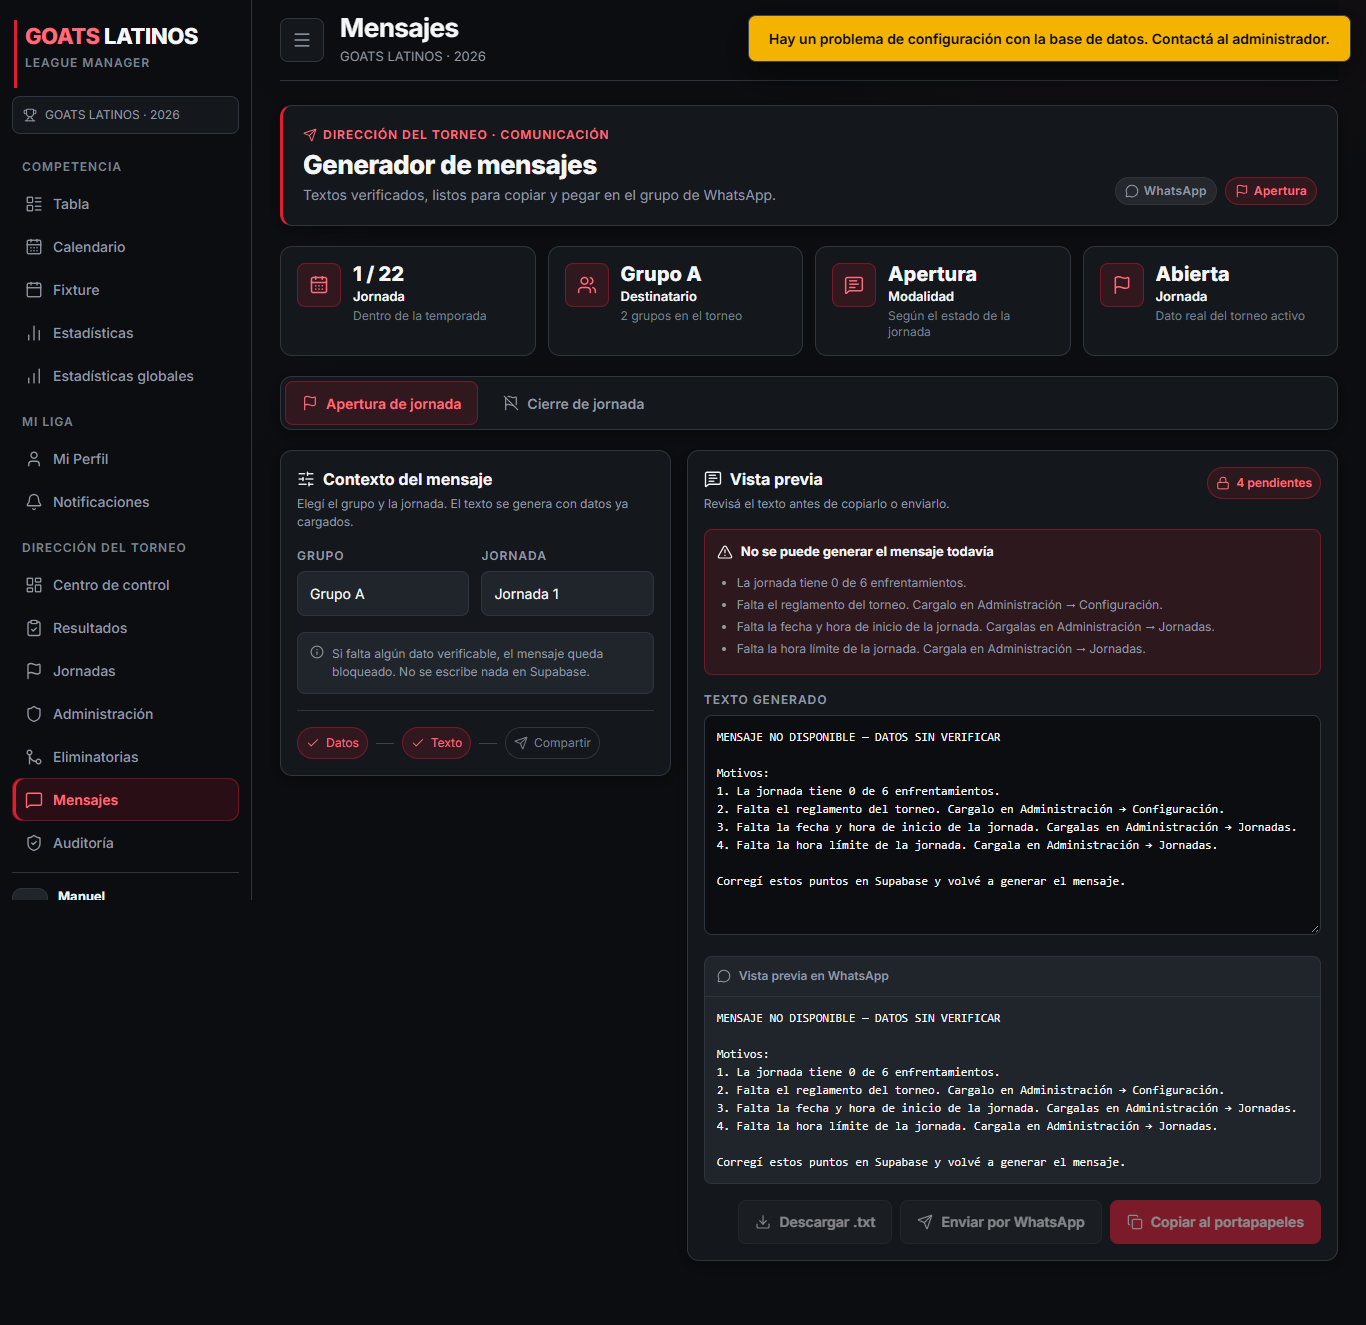 GOATS LATINOS
LEAGUE MANAGER
GOATS LATINOS · 2026
COMPETENCIA
Tabla
Calendario
Fixture
Estadísticas
Estadísticas globales
MI LIGA
Mi Perfil
Notificaciones
DIRECCIÓN DEL TORNEO
Centro de control
Resultados
Jornadas
Administración
Eliminatorias
Mensajes
Auditoría
Manuel
Mensajes
GOATS LATINOS · 2026
Hay un problema de configuración con la base de datos. Contactá al administrador.
DIRECCIÓN DEL TORNEO · COMUNICACIÓN
Generador de mensajes
Textos verificados, listos para copiar y pegar en el grupo de WhatsApp.
WhatsApp
Apertura
1 / 22
Jornada
Dentro de la temporada
Grupo A
Destinatario
2 grupos en el torneo
Apertura
Modalidad
Según el estado de la
jornada
Abierta
Jornada
Dato real del torneo activo
Apertura de jornada
Cierre de jornada
Contexto del mensaje
Elegí el grupo y la jornada. El texto se genera con datos ya
cargados.
GRUPO
JORNADA
Grupo A
Jornada 1
Si falta algún dato verificable, el mensaje queda
bloqueado. No se escribe nada en Supabase.
Datos
Texto
Compartir
Vista previa
Revisá el texto antes de copiarlo o enviarlo.
4 pendientes
No se puede generar el mensaje todavía
• La jornada tiene 0 de 6 enfrentamientos.
• Falta el reglamento del torneo. Cargalo en Administración → Configuración.
• Falta la fecha y hora de inicio de la jornada. Cargalas en Administración → Jornadas.
• Falta la hora límite de la jornada. Cargala en Administración → Jornadas.
TEXTO GENERADO
MENSAJE NO DISPONIBLE — DATOS SIN VERIFICAR
Motivos:
1. La jornada tiene 0 de 6 enfrentamientos.
2. Falta el reglamento del torneo. Cargalo en Administración → Configuración.
3. Falta la fecha y hora de inicio de la jornada. Cargalas en Administración → Jornadas.
4. Falta la hora límite de la jornada. Cargala en Administración → Jornadas.
Corregí estos puntos en Supabase y volvé a generar el mensaje.
Vista previa en WhatsApp
MENSAJE NO DISPONIBLE — DATOS SIN VERIFICAR
Motivos:
1. La jornada tiene 0 de 6 enfrentamientos.
2. Falta el reglamento del torneo. Cargalo en Administración → Configuración.
3. Falta la fecha y hora de inicio de la jornada. Cargalas en Administración → Jornadas.
4. Falta la hora límite de la jornada. Cargala en Administración → Jornadas.
Corregí estos puntos en Supabase y volvé a generar el mensaje.
Descargar .txt
Enviar por WhatsApp
Copiar al portapapeles